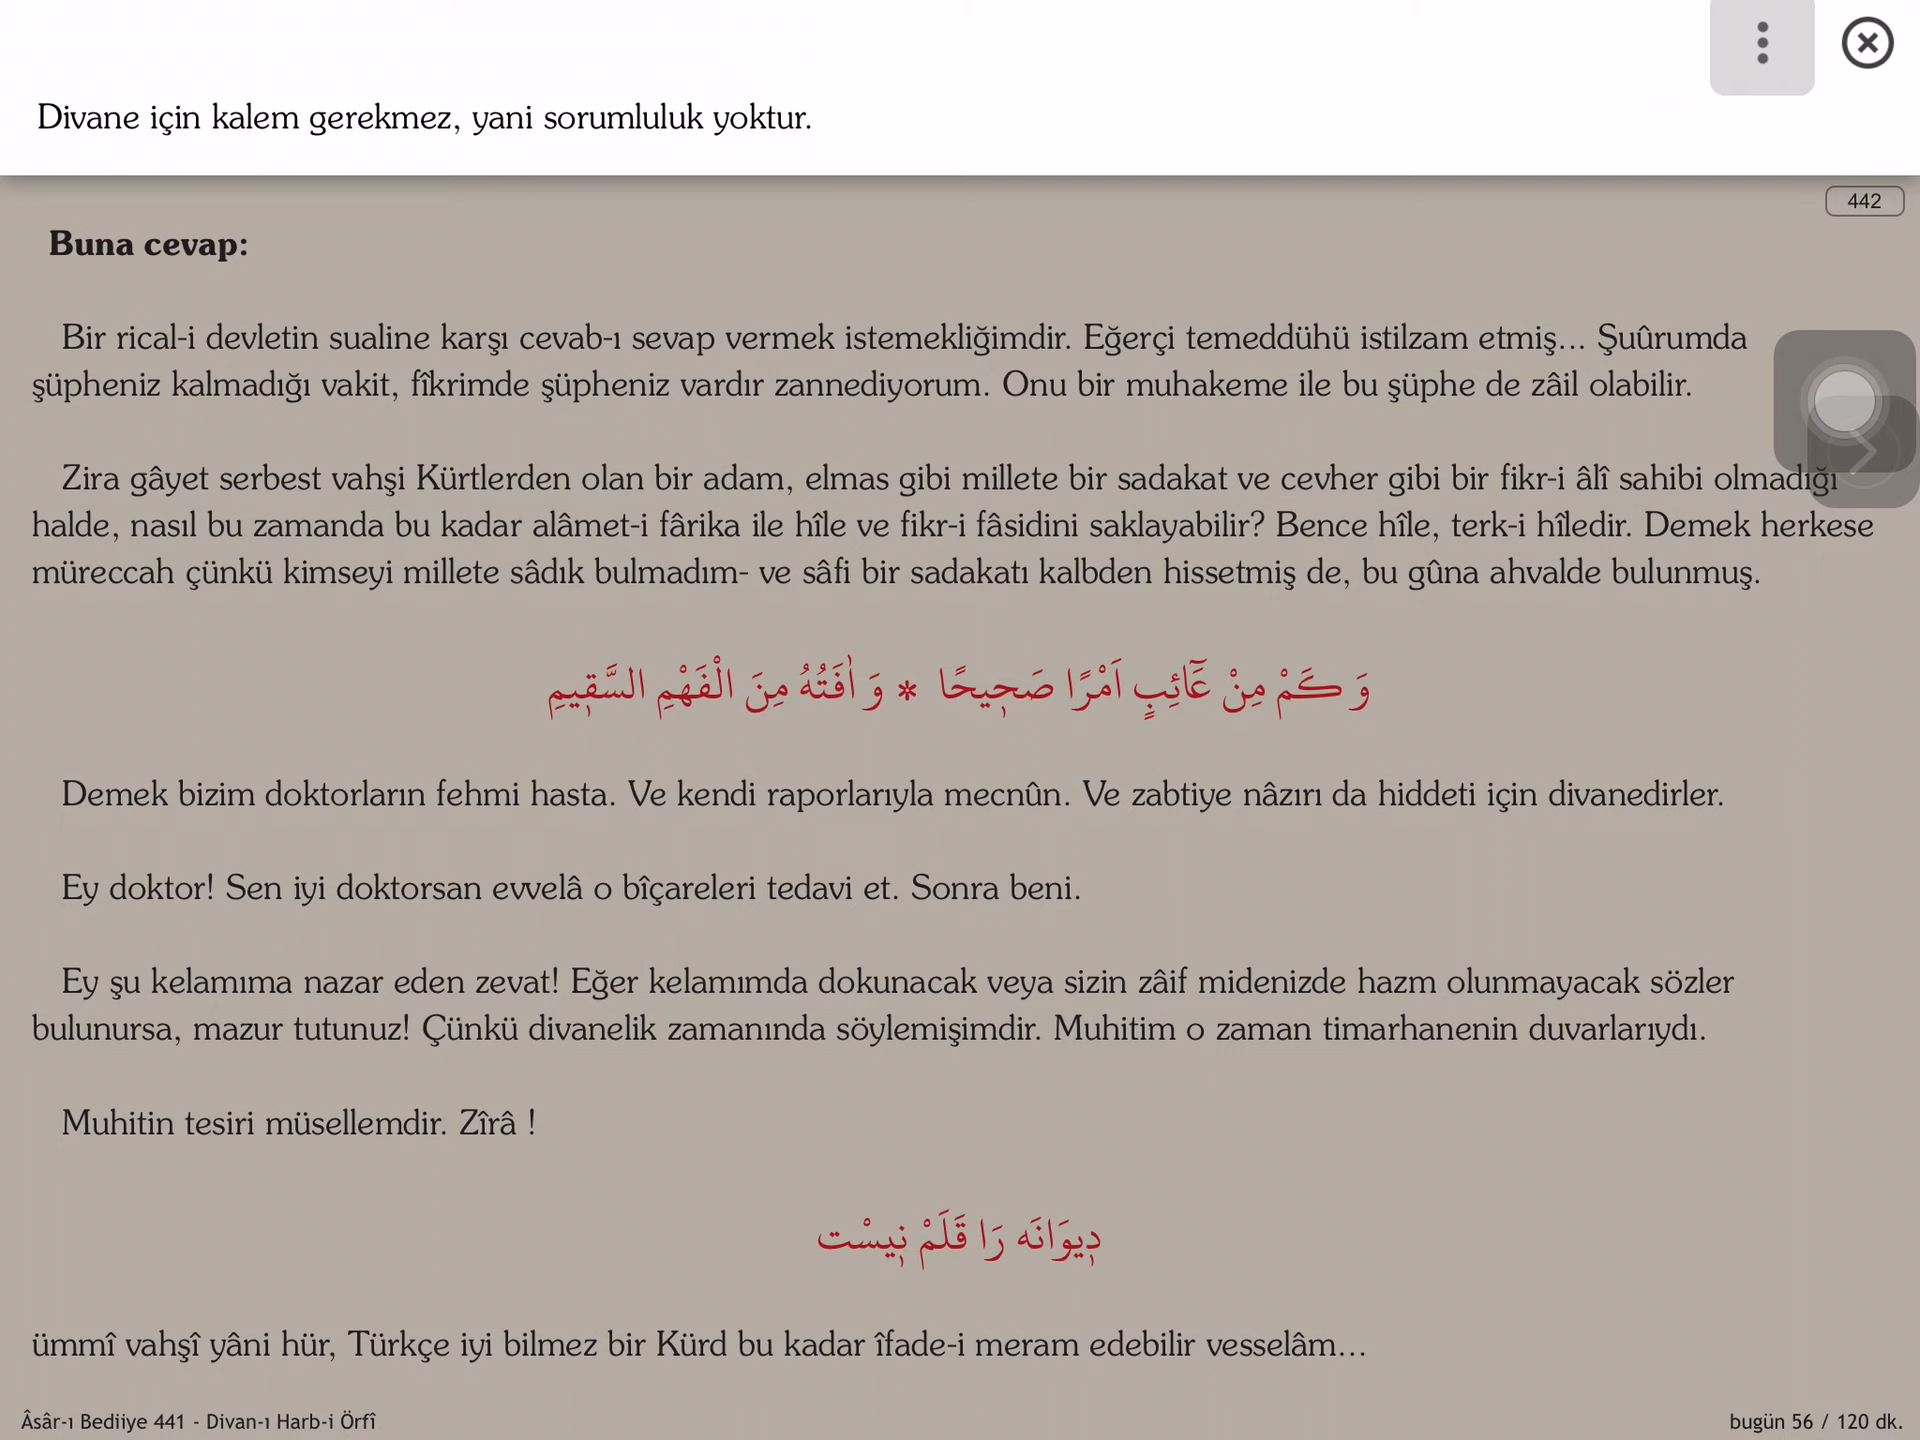 Divane için kalem gerekmez, yani sorumluluk yoktur.
442
Buna cevap:
Bir rical-i devletin sualine karşı cevab-ı sevap vermek istemekliğimdir. Eğerçi temeddühü istilzam etmiş... Şuûrumda
şüpheniz kalmadığı vakit, fîkrimde şüpheniz vardır zannediyorum. Onu bir muhakeme ile bu şüphe de zâil olabilir.
Zira gâyet serbest vahşi Kürtlerden olan bir adam, elmas gibi millete bir sadakat ve cevher gibi bir fikr-i âlî sahibi olmadığı
halde, nasıl bu zamanda bu kadar alâmet-i fârika ile hîle ve fikr-i fâsidini saklayabilir? Bence hîle, terk-i hîledir. Demek herkese
müreccah çünkü kimseyi millete sâdık bulmadım- ve sâfi bir sadakatı kalbden hissetmiş de, bu gûna ahvalde bulunmuş.
وَ كَمْ مِنْ عَٓائِبٍ اَمْرًا صَحٖيحًا * وَ اٰفَتُهُ مِنَ الْفَهْمِ السَّقٖيمِ
Demek bizim doktorların fehmi hasta. Ve kendi raporlarıyla mecnûn. Ve zabtiye nâzırı da hiddeti için divanedirler.
Ey doktor! Sen iyi doktorsan evvelâ o bîçareleri tedavi et. Sonra beni.
Ey şu kelamıma nazar eden zevat! Eğer kelamımda dokunacak veya sizin zâif midenizde hazm olunmayacak sözler
bulunursa, mazur tutunuz! Çünkü divanelik zamanında söylemişimdir. Muhitim o zaman timarhanenin duvarlarıydı.
Muhitin tesiri müsellemdir. Zîrâ !
دٖيوَانَه رَا قَلَمْ نٖيسْت
ümmî vahşî yâni hür, Türkçe iyi bilmez bir Kürd bu kadar îfade-i meram edebilir vesselâm...
Âsâr-ı Bediiye 441 - Divan-ı Harb-i Örfî
bugün 56 / 120 dk.